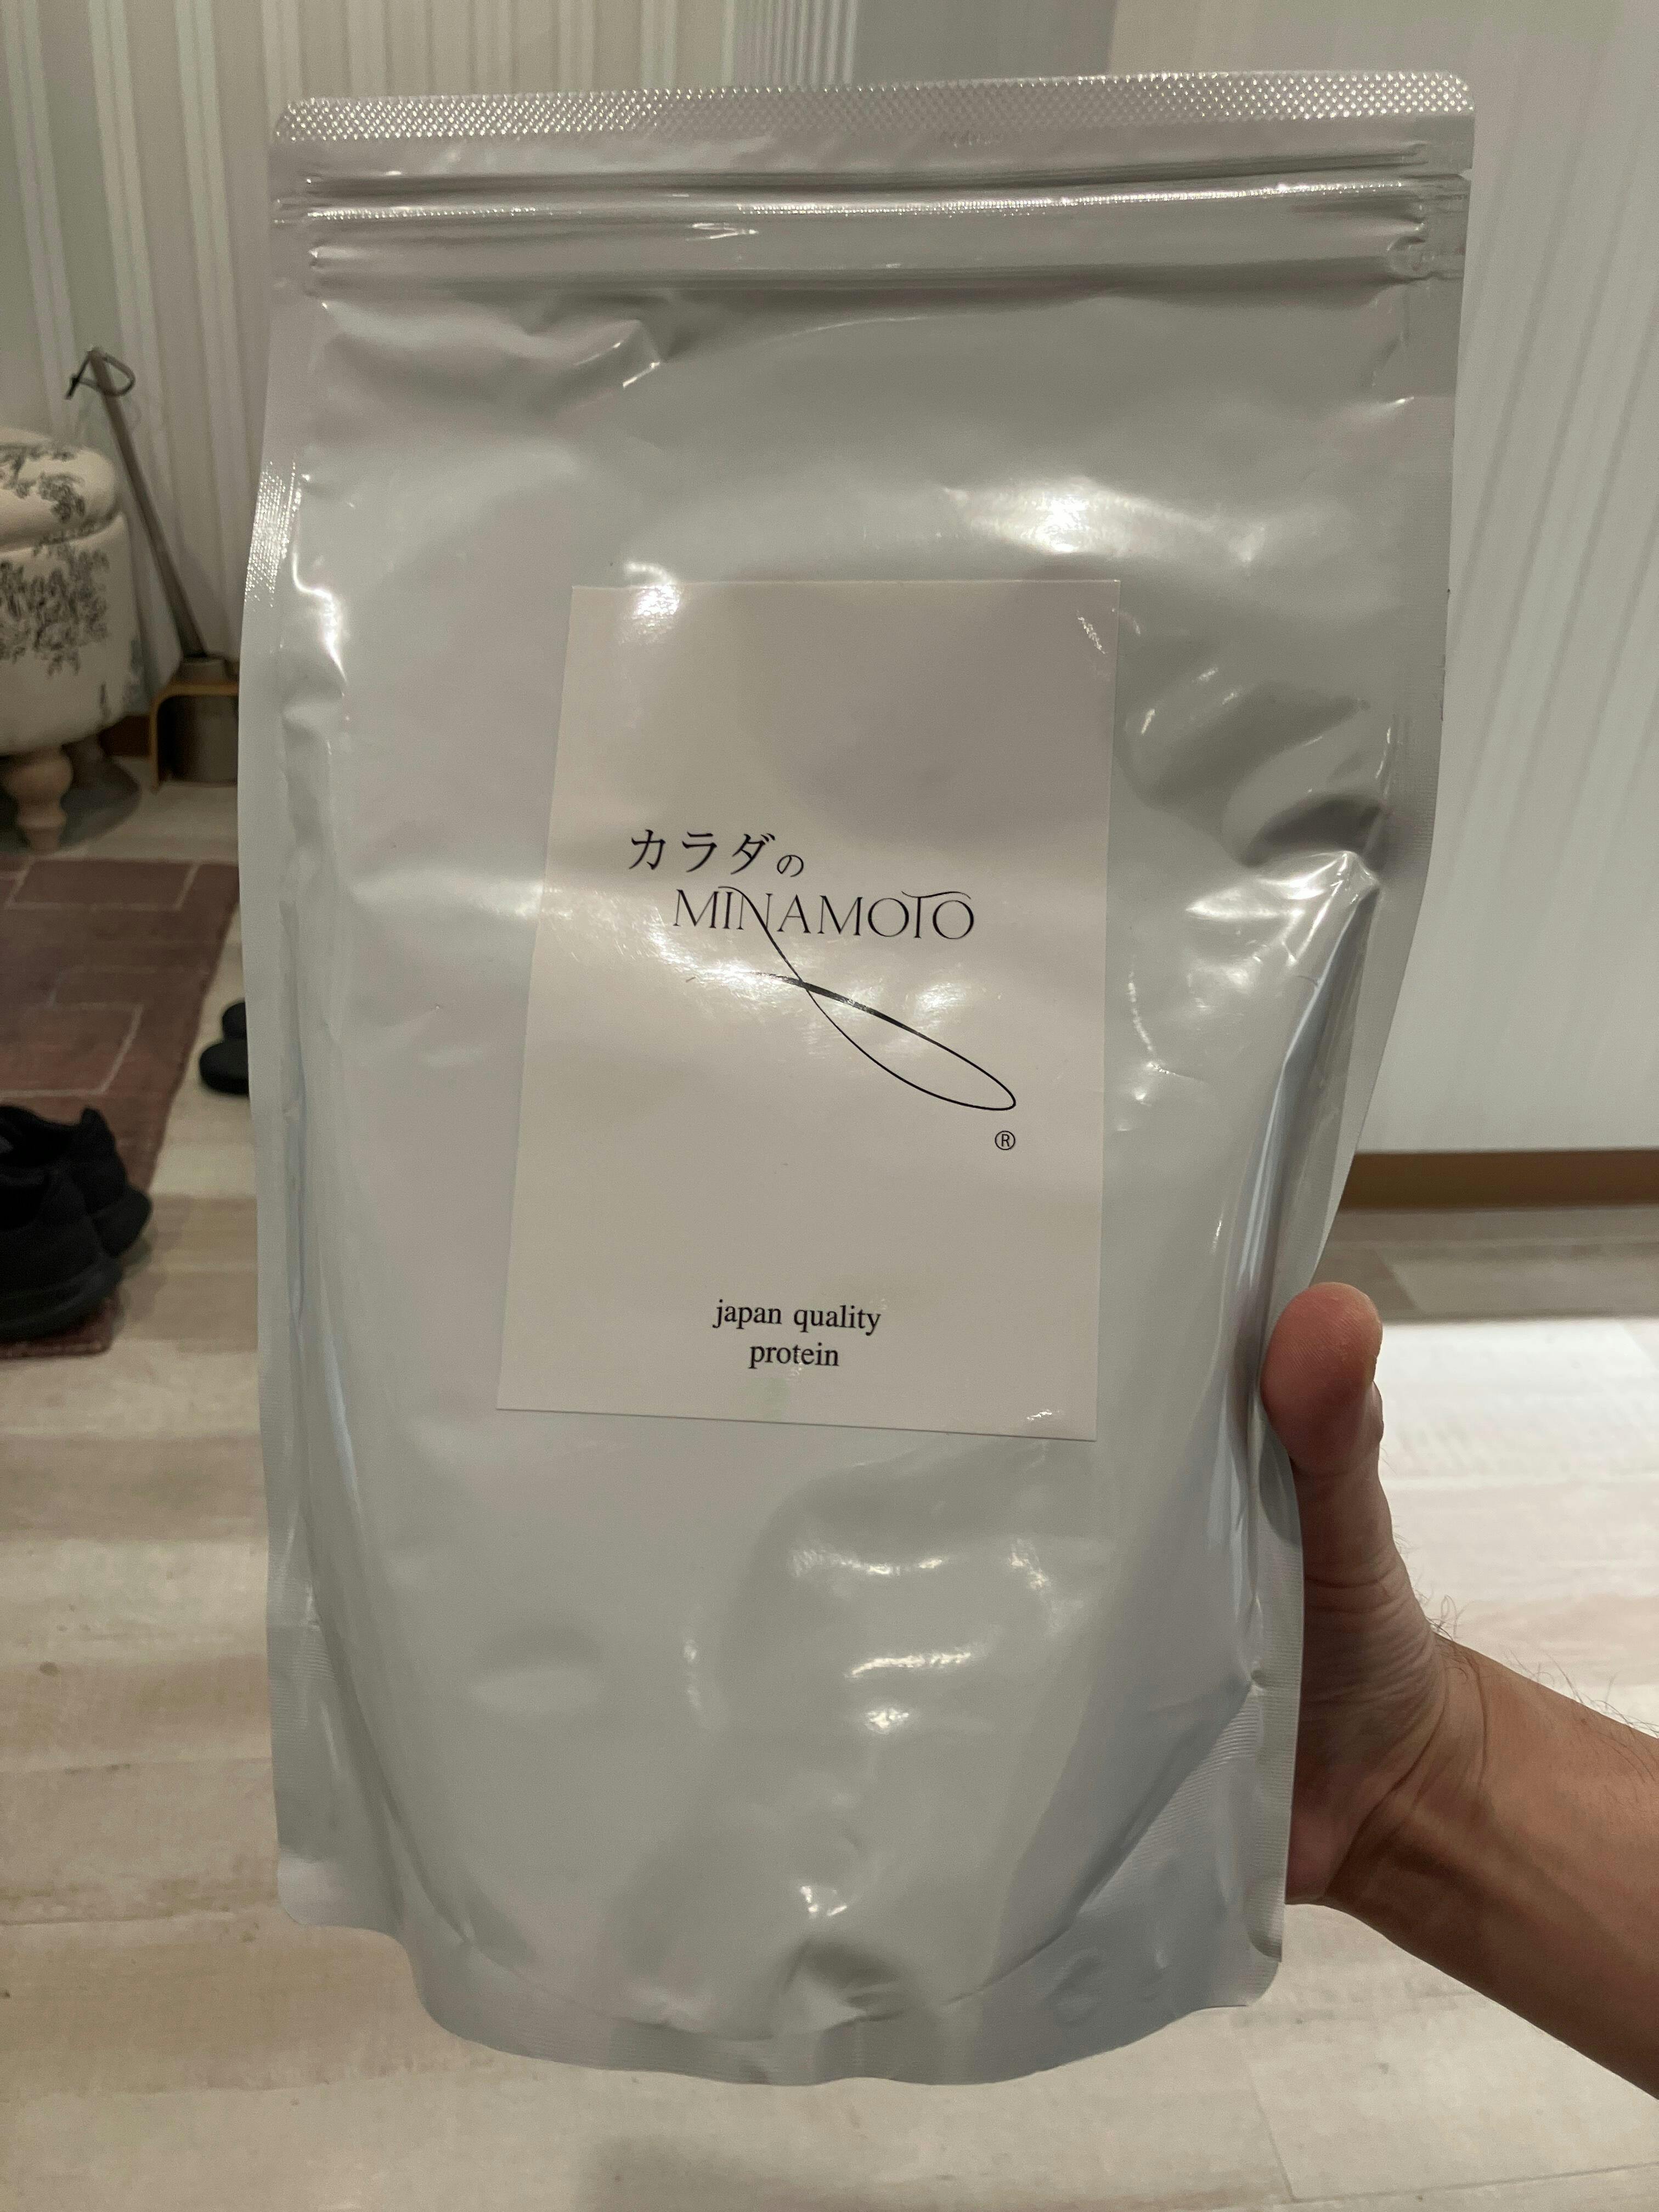 カラダの
MINAMOTO
®
japan quality
protein